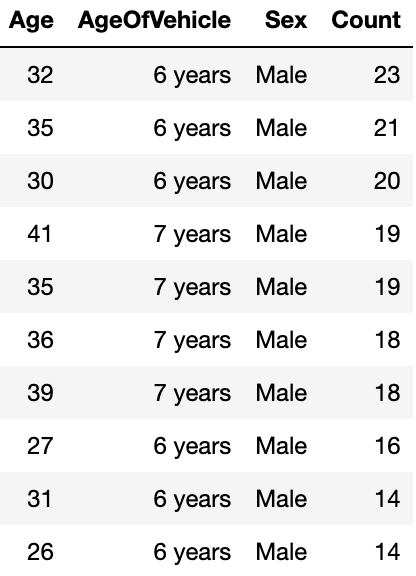 Age AgeOfVehicle Sex Count
32 6 years Male 23
35 6 years Male 21
30 6 years Male 20
41 7 years Male 19
35 7 years Male 19
36 7 years Male 18
39 7 years Male 18
27 6 years Male 16
31 6 years Male 14
26 6 years Male 14